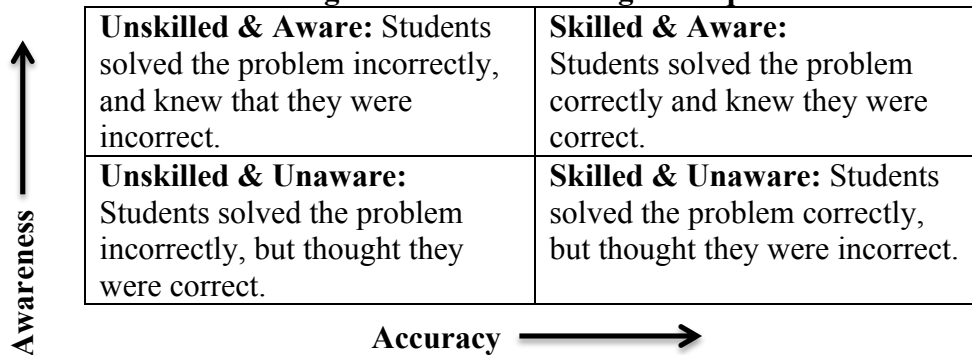 Unskilled & Aware: Students
solved the problem incorrectly,
and knew that they were
incorrect.
Skilled & Aware:
Students solved the problem
correctly and knew they were
correct.
Unskilled & Unaware:
Students solved the problem
incorrectly, but thought they
were correct.
Skilled & Unaware: Students
solved the problem correctly,
but thought they were incorrect.
Awareness
Accuracy